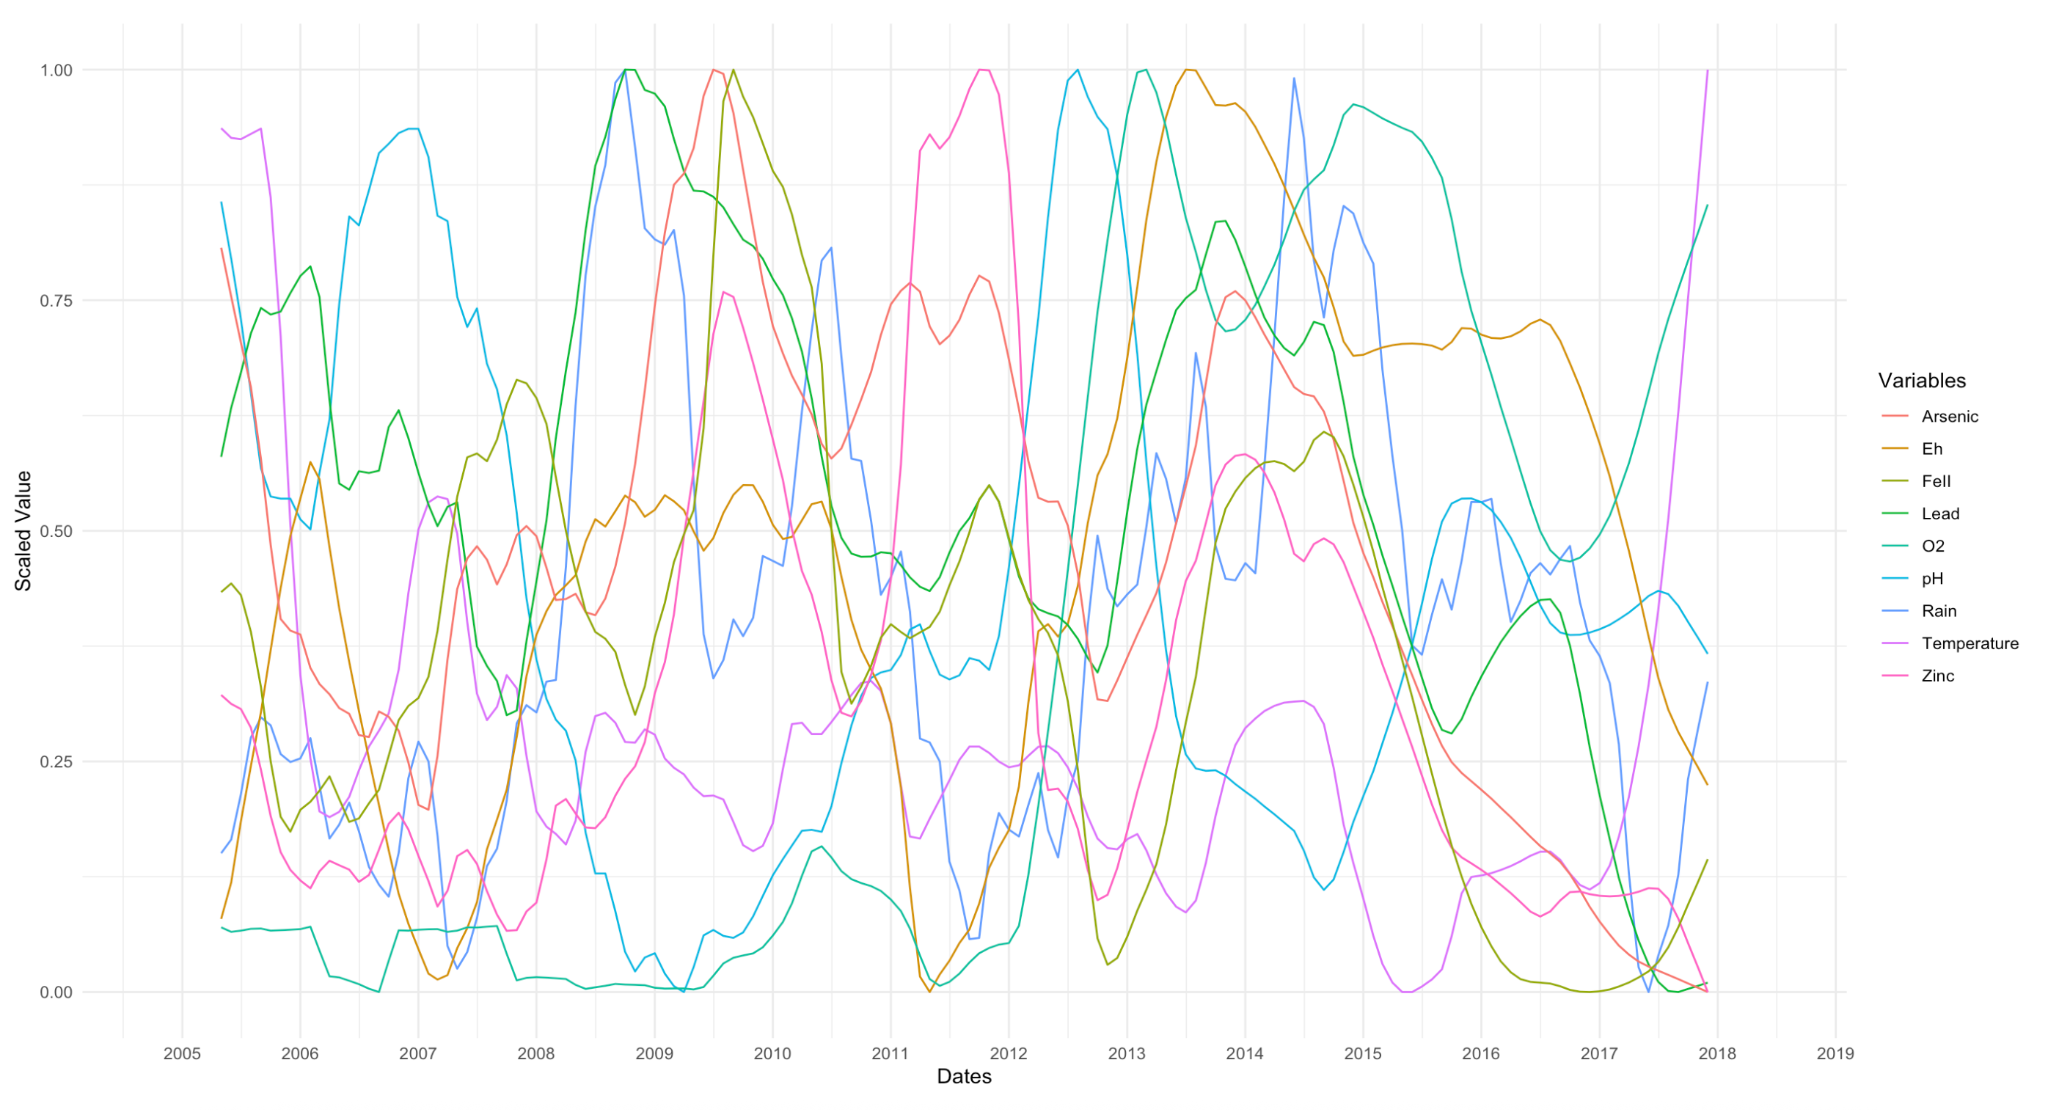 1.00
0.75
0.50
0.25
0.00
Scaled Value
2005 2006 2007 2008 2009 2010 2011 2012 2013 2014 2015 2016 2017 2018 2019
Dates
Variables
Arsenic
Eh
FeII
Lead
O2
pH
Rain
Temperature
Zinc